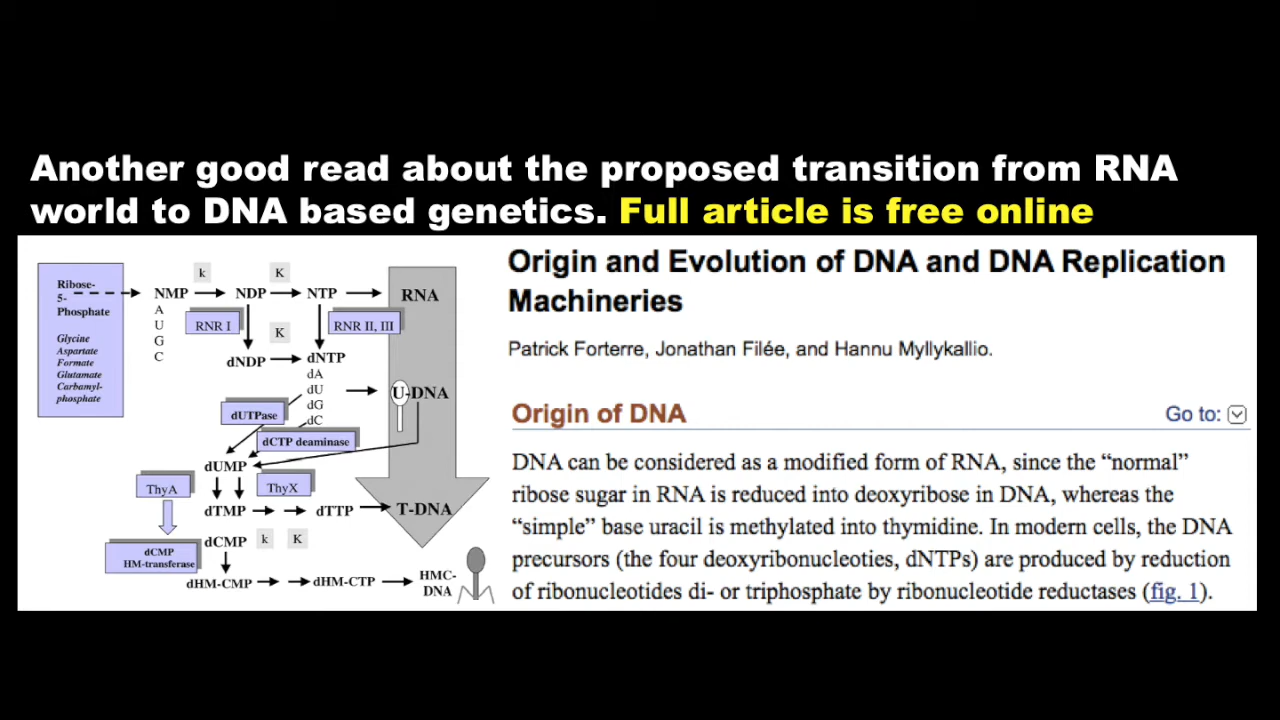 Another good read about the proposed transition from RNA
world to DNA based genetics. Full article is free online
Ribose-
5-
Phosphate
Glycine
Aspartate
Formate
Glutamate
Carbamyl-
phosphate
k
K
NMP
NDP
NTP
RNA
A
U
G
C
RNR I
K
RNR II, III
dNDP
dNTP
dA
dU
dG
dC
U-DNA
dUTPase
dCTP deaminase
dUMP
ThyA
ThyX
dTMP
dTTP
T-DNA
dCMP
k
K
dCMP
HM-transferase
dHM-CMP
dHM-CTP
HMC-
DNA
Origin and Evolution of DNA and DNA Replication
Machineries
Patrick Forterre, Jonathan Filée, and Hannu Myllykallio.
Origin of DNA
Go to:
DNA can be considered as a modified form of RNA, since the “normal”
ribose sugar in RNA is reduced into deoxyribose in DNA, whereas the
“simple” base uracil is methylated into thymidine. In modern cells, the DNA
precursors (the four deoxyribonucleoties, dNTPs) are produced by reduction
of ribonucleotides di- or triphosphate by ribonucleotide reductases (fig. 1).